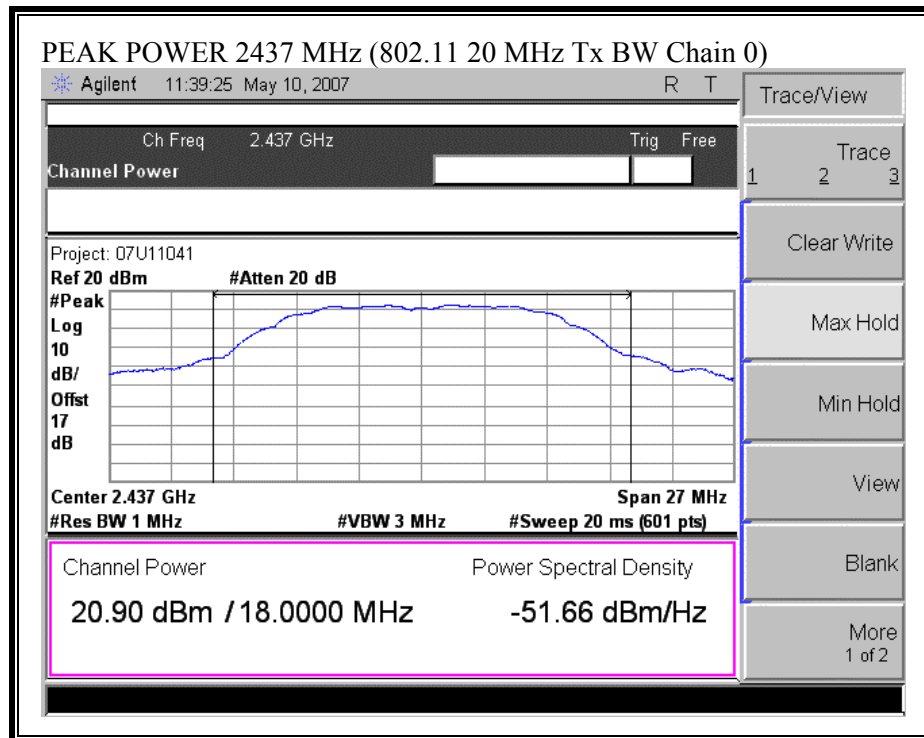 PEAK POWER 2437 MHz (802.11 20 MHz Tx BW Chain 0)
Agilent 11:39:25 May 10, 2007 R T
Trace/View
Ch Freq 2.437 GHz Trig Free
Channel Power
Trace
1 2 3
Clear Write
Project: 07U11041
Ref 20 dBm #Atten 20 dB
#Peak
Log
10
dB/
Offst
17
dB
Max Hold
Min Hold
View
Center 2.437 GHz Span 27 MHz
#Res BW 1 MHz #VBW 3 MHz #Sweep 20 ms (601 pts)
Channel Power Power Spectral Density
20.90 dBm / 18.0000 MHz -51.66 dBm/Hz
Blank
More
1 of 2